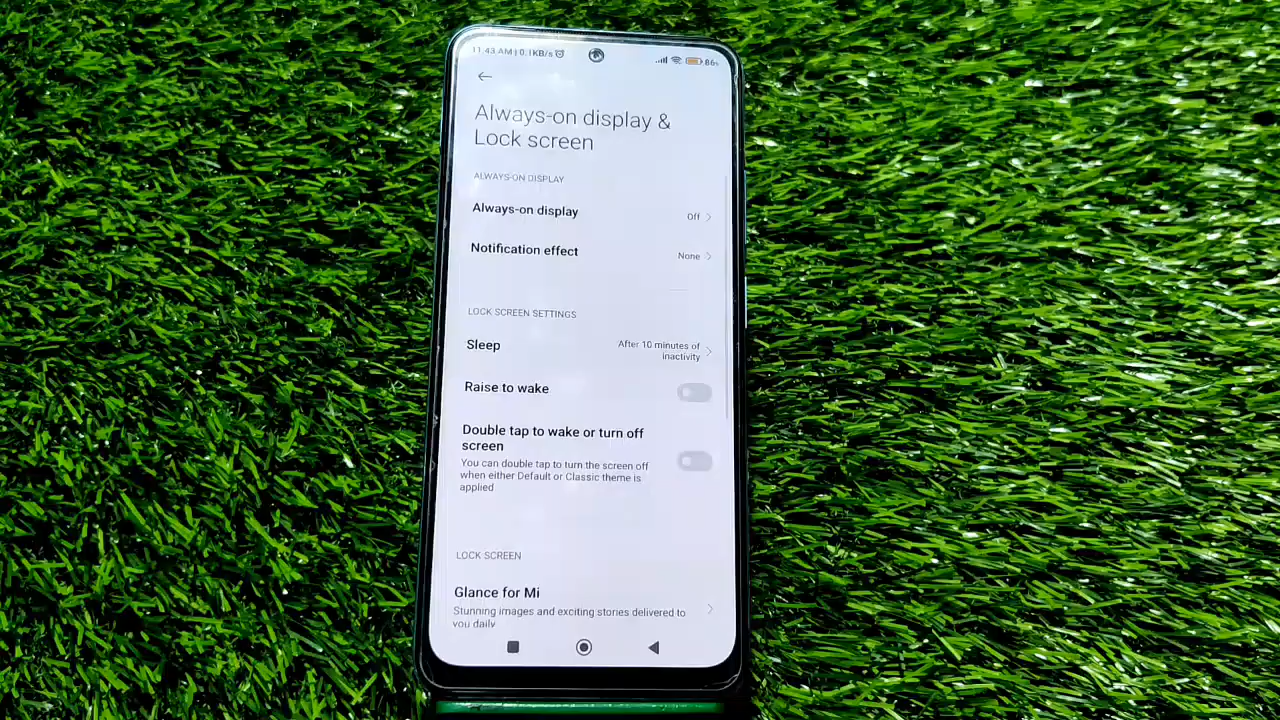 11:43 AM | 0.1KB/s
86%
Always-on display &
Lock screen
ALWAYS-ON DISPLAY
Always-on display
Off
Notification effect
None
LOCK SCREEN SETTINGS
Sleep
After 10 minutes of
inactivity
Raise to wake
Double tap to wake or turn off
screen
You can double tap to turn the screen off
when either Default or Classic theme is
applied
LOCK SCREEN
Glance for Mi
Stunning images and exciting stories delivered to
you daily